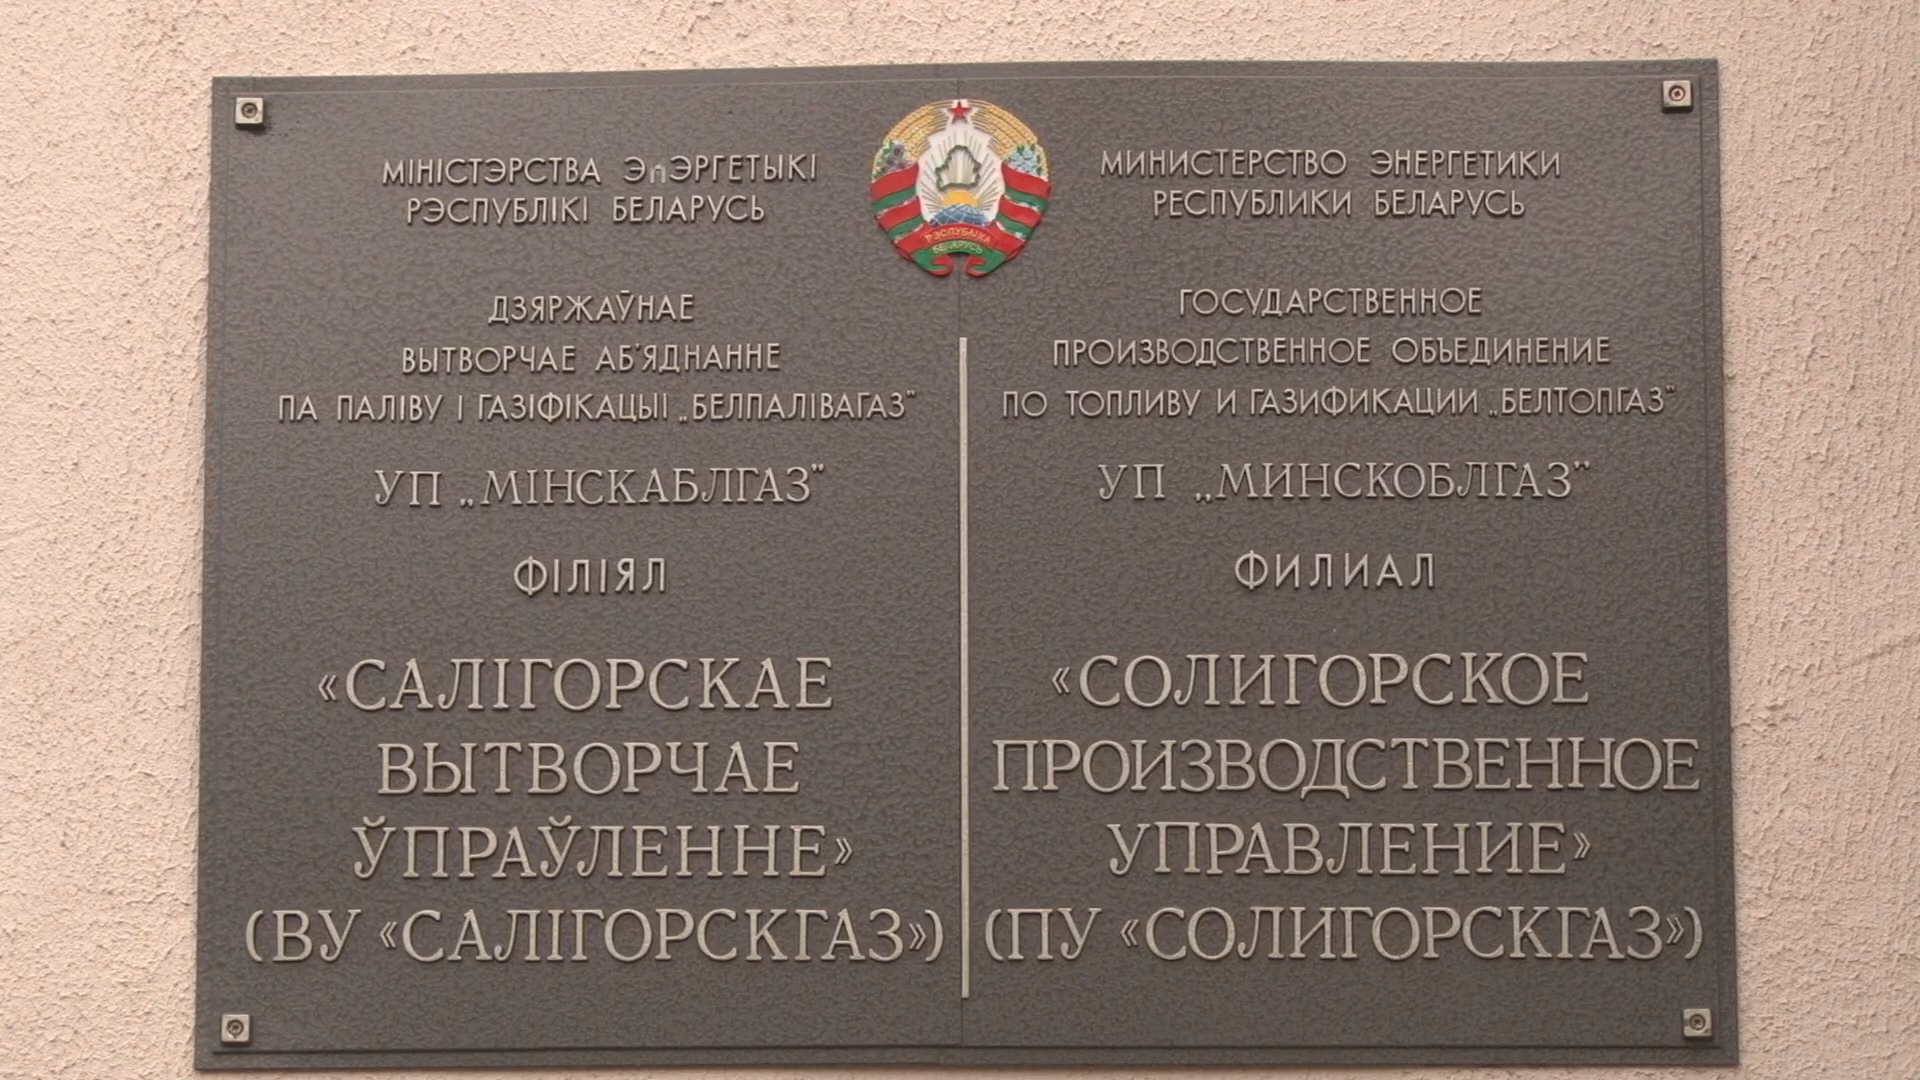 МІНІСТЭРСТВА ЭНЭРГЕТЫКІ
РЭСПУБЛІКІ БЕЛАРУСЬ
ДЗЯРЖАЎНАЕ
ВЫТВОРЧАЕ АБ'ЯДНАННЕ
ПА ПАЛІВУ І ГАЗІФІКАЦЫІ „БЕЛПАЛІВАГАЗ"
УП „МІНСКАБЛГАЗ"
ФІЛІЯЛ
«САЛІГОРСКАЕ
ВЫТВОРЧАЕ
ЎПРАЎЛЕННЕ»
(ВУ «САЛІГОРСКГАЗ»)
РЭСПУБЛІКА
БЕЛАРУСЬ
МИНИСТЕРСТВО ЭНЕРГЕТИКИ
РЕСПУБЛИКИ БЕЛАРУСЬ
ГОСУДАРСТВЕННОЕ
ПРОИЗВОДСТВЕННОЕ ОБЪЕДИНЕНИЕ
ПО ТОПЛИВУ И ГАЗИФИКАЦИИ „БЕЛТОПГАЗ"
УП „МИНСКОБЛГАЗ"
ФИЛИАЛ
«СОЛИГОРСКОЕ
ПРОИЗВОДСТВЕННОЕ
УПРАВЛЕНИЕ»
(ПУ «СОЛИГОРСКГАЗ»)